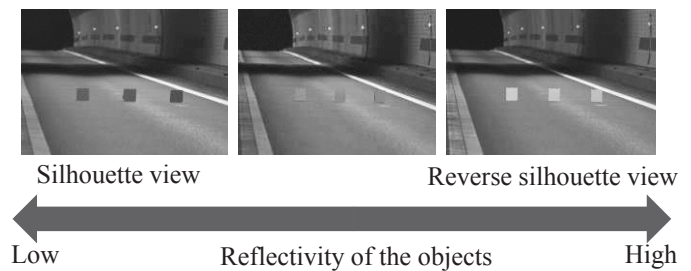 Silhouette view
Reverse silhouette view
Low
Reflectivity of the objects
High